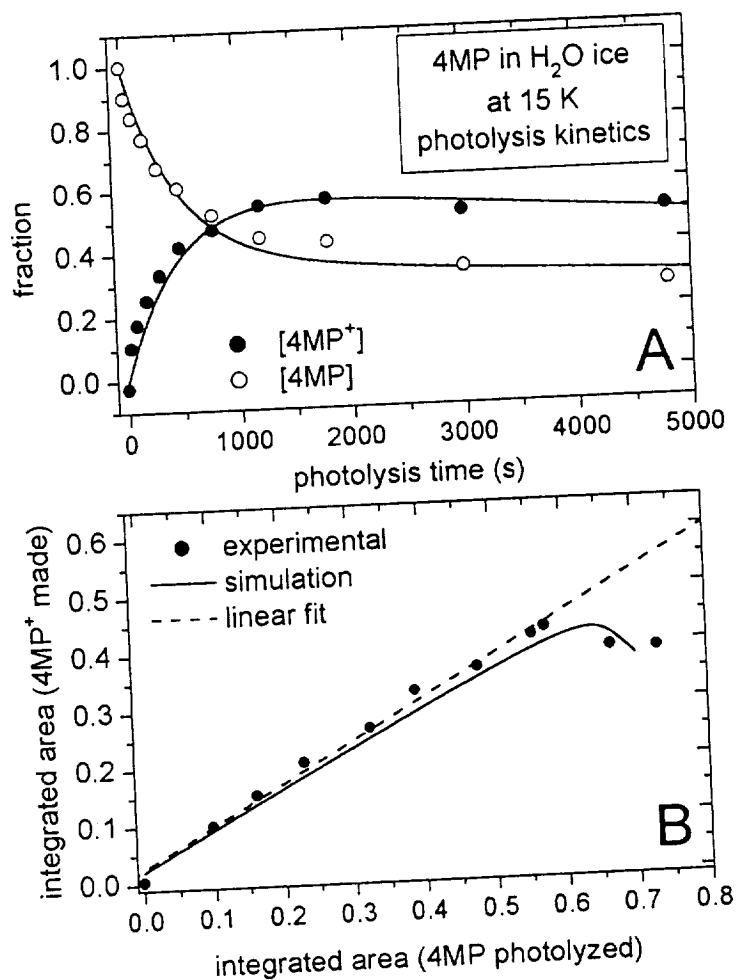 4MP in H₂O ice
at 15 K
photolysis kinetics
1.0
0.8
0.6
0.4
0.2
0.0
fraction
[4MP⁺]
[4MP]
A
0 1000 2000 3000 4000 5000
photolysis time (s)
experimental
simulation
linear fit
0.6
0.5
0.4
0.3
0.2
0.1
0.0
integrated area (4MP⁺ made)
B
0.0 0.1 0.2 0.3 0.4 0.5 0.6 0.7 0.8
integrated area (4MP photolyzed)